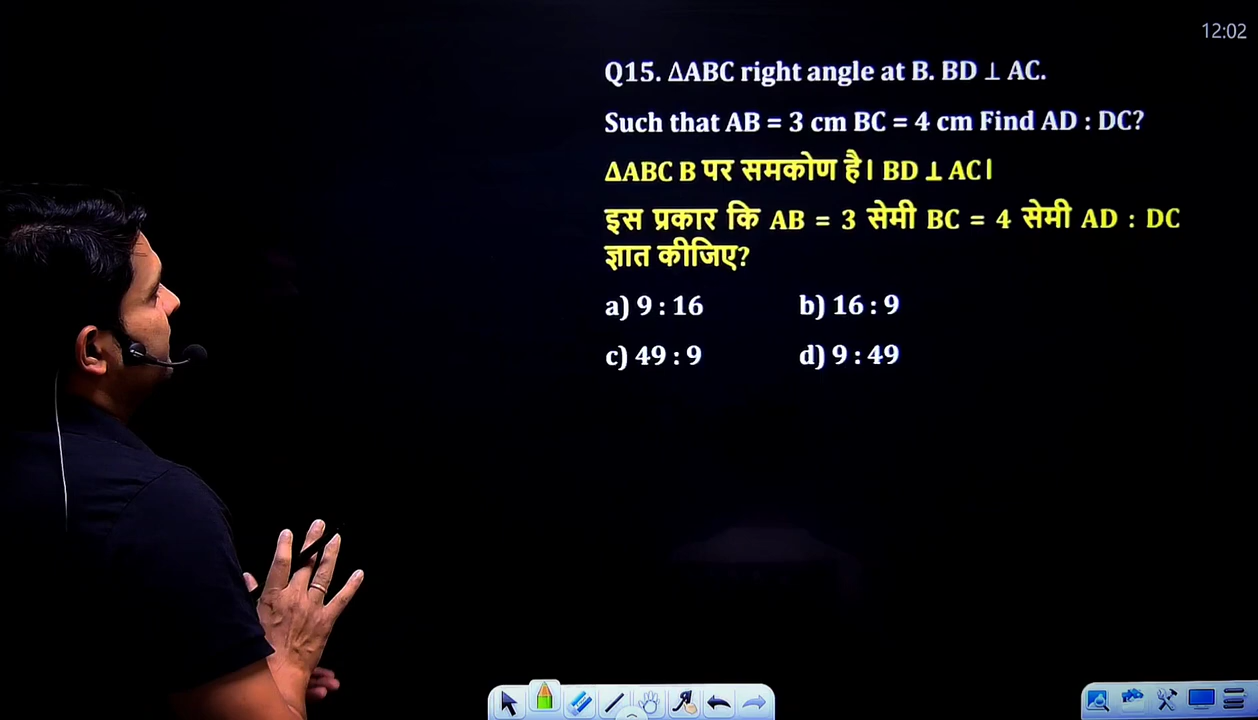 12:02
Q15. ΔABC right angle at B. BD ⊥ AC.
Such that AB = 3 cm BC = 4 cm Find AD : DC?
ΔABC B पर समकोण है। BD ⊥ AC।
इस प्रकार कि AB = 3 सेमी BC = 4 सेमी AD : DC
ज्ञात कीजिए?
a) 9 : 16 b) 16 : 9
c) 49 : 9 d) 9 : 49